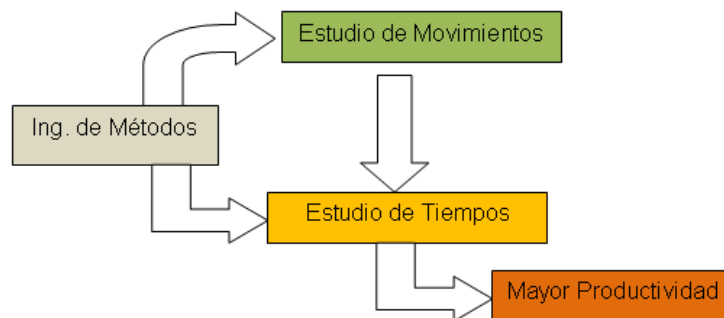 Estudio de Movimientos
Ing. de Métodos
Estudio de Tiempos
Mayor Productividad